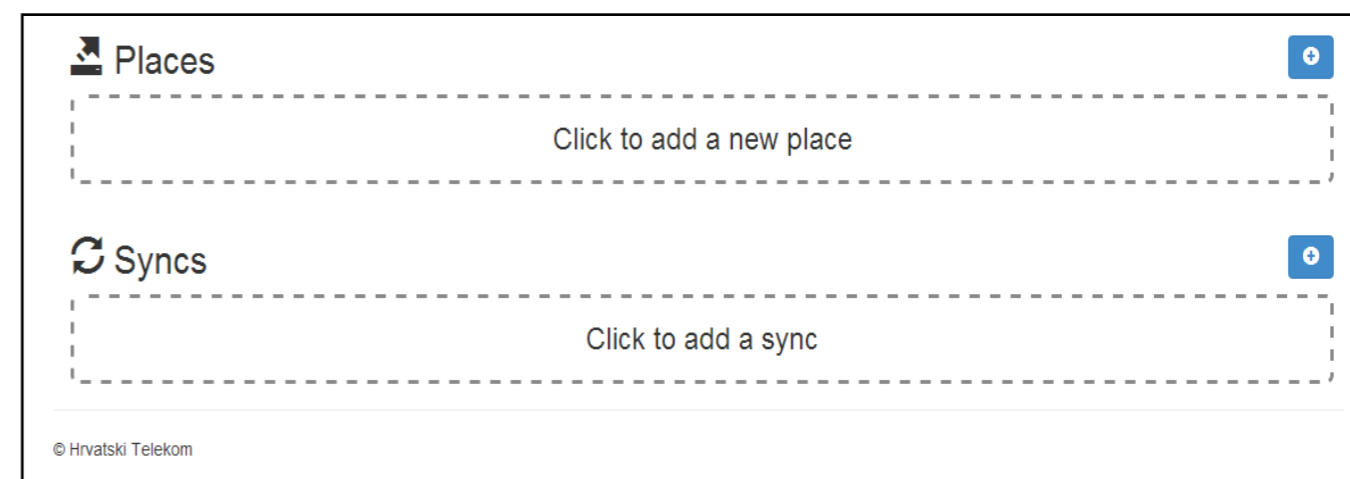 Places
Click to add a new place
Syncs
Click to add a sync
© Hrvatski Telekom